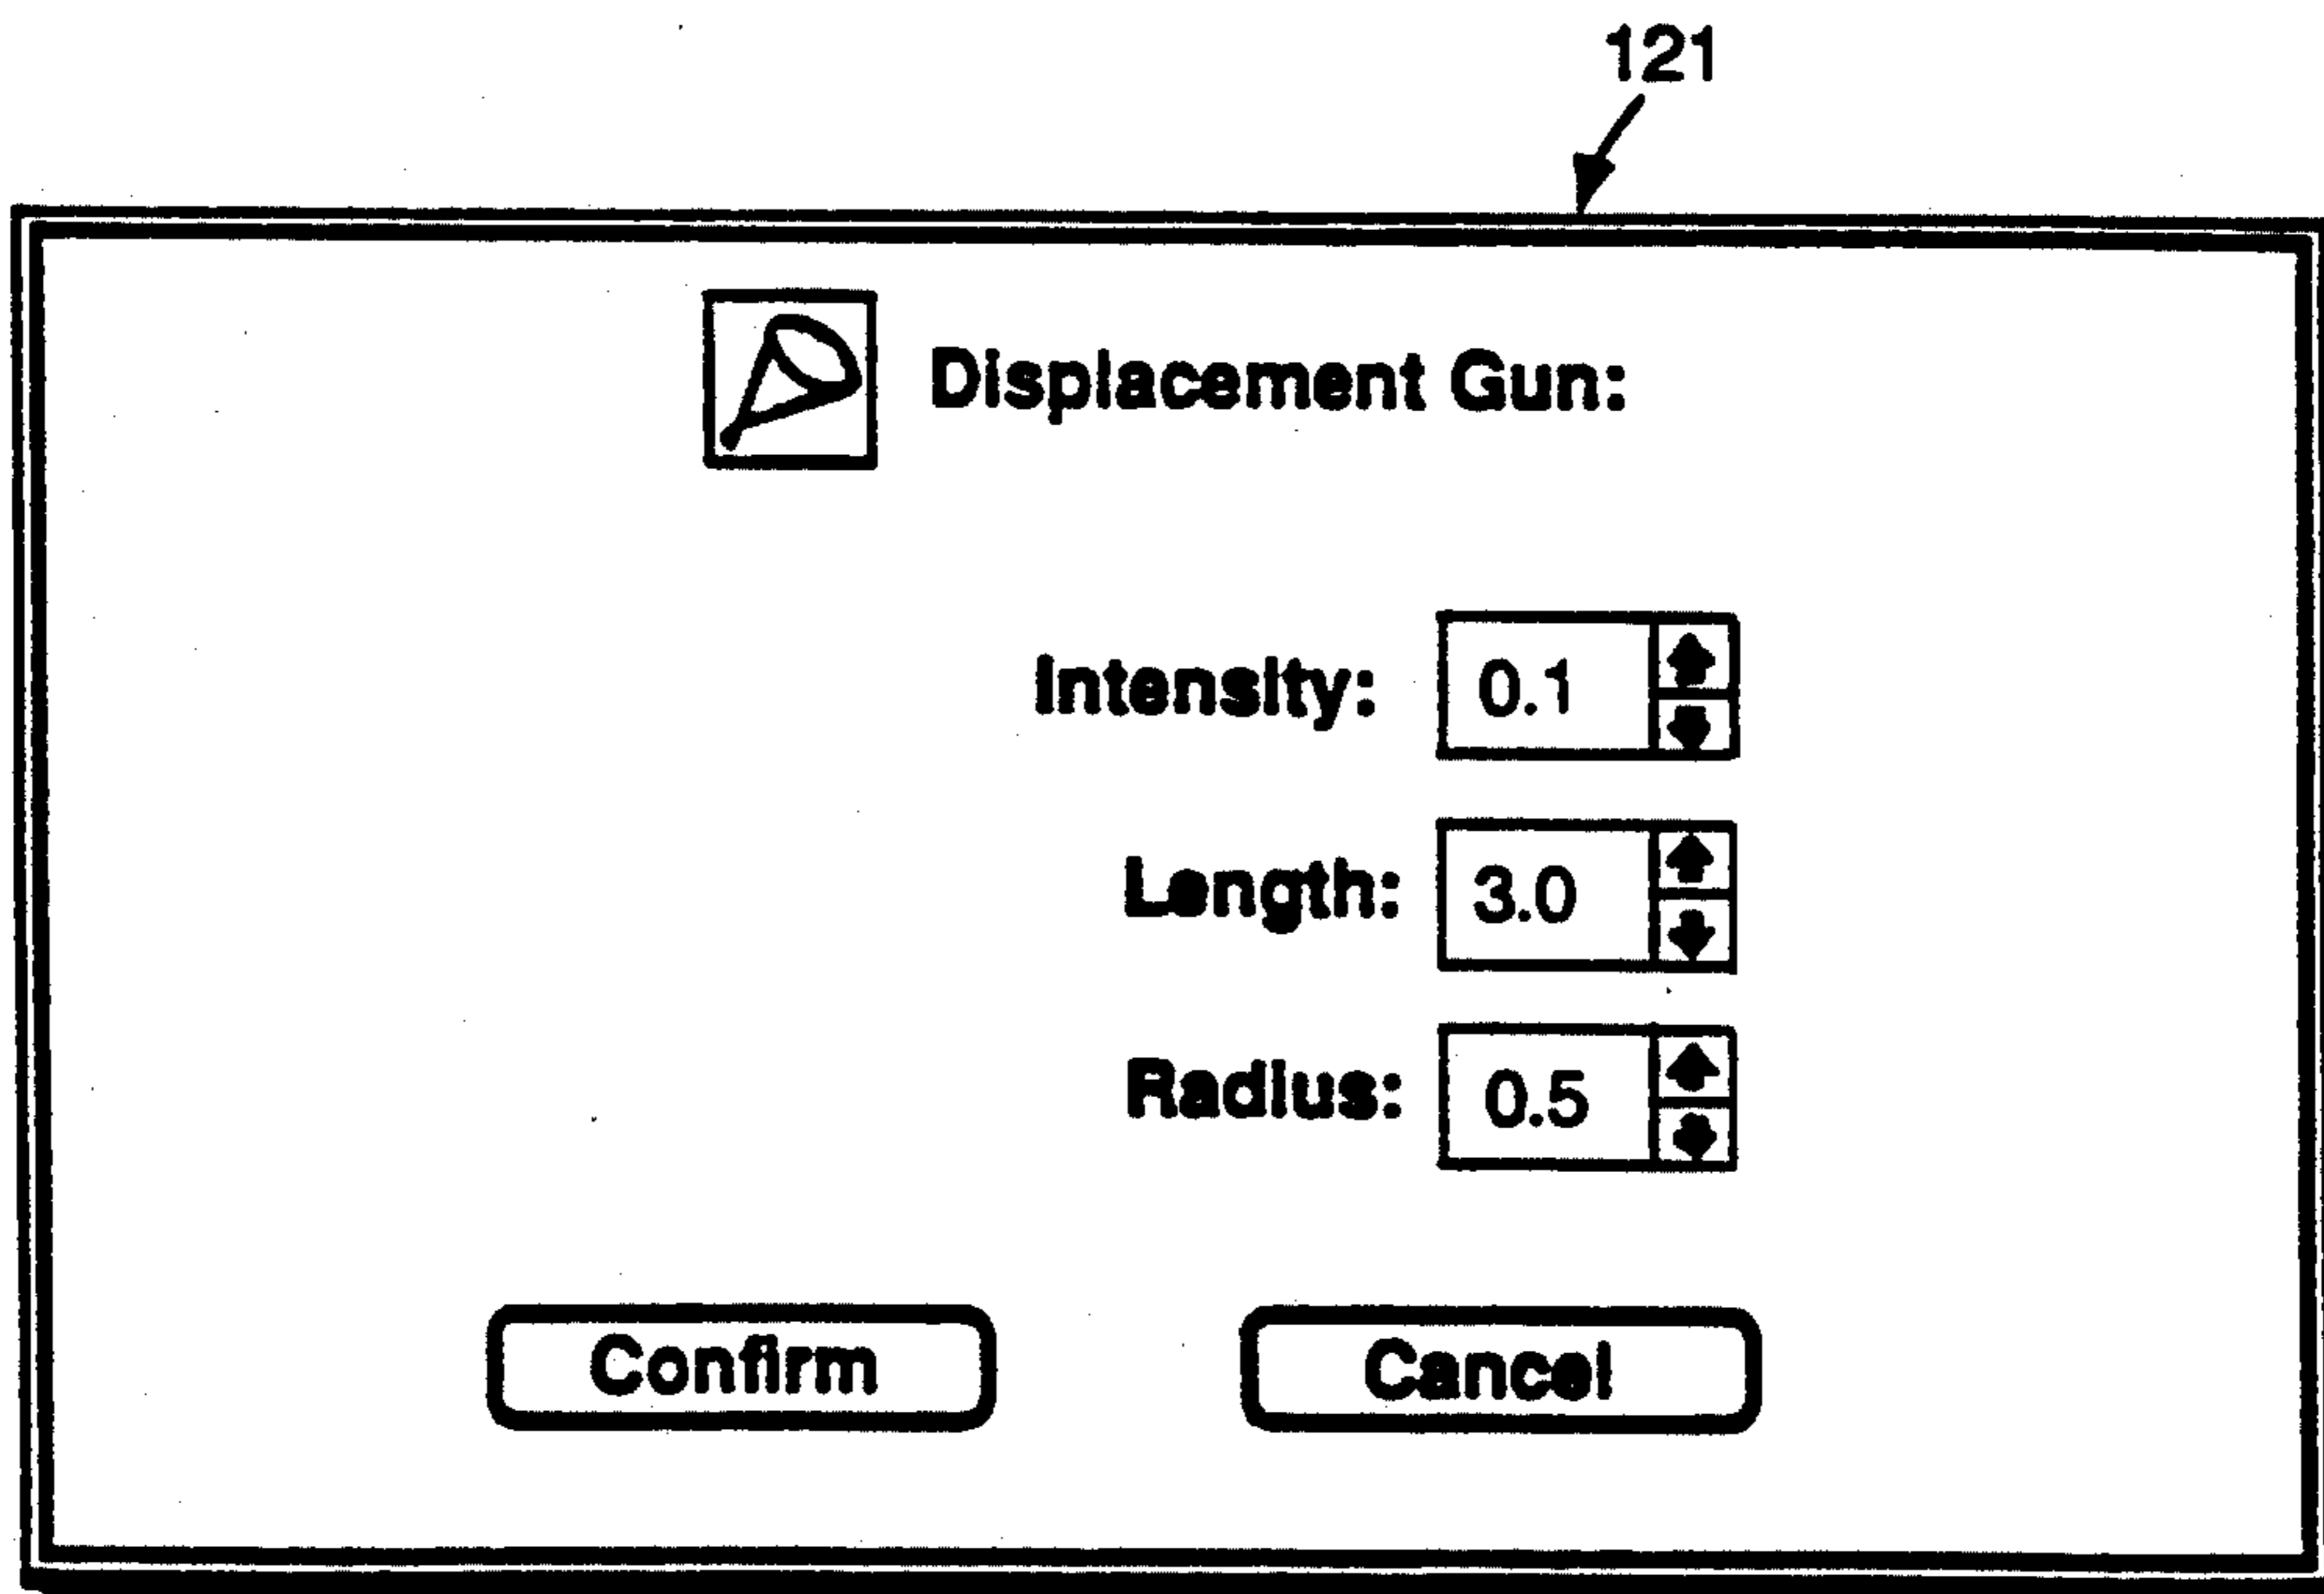 121
Displacement Gun:
Intensity: 0.1
Length: 3.0
Radius: 0.5
Confirm Cancel